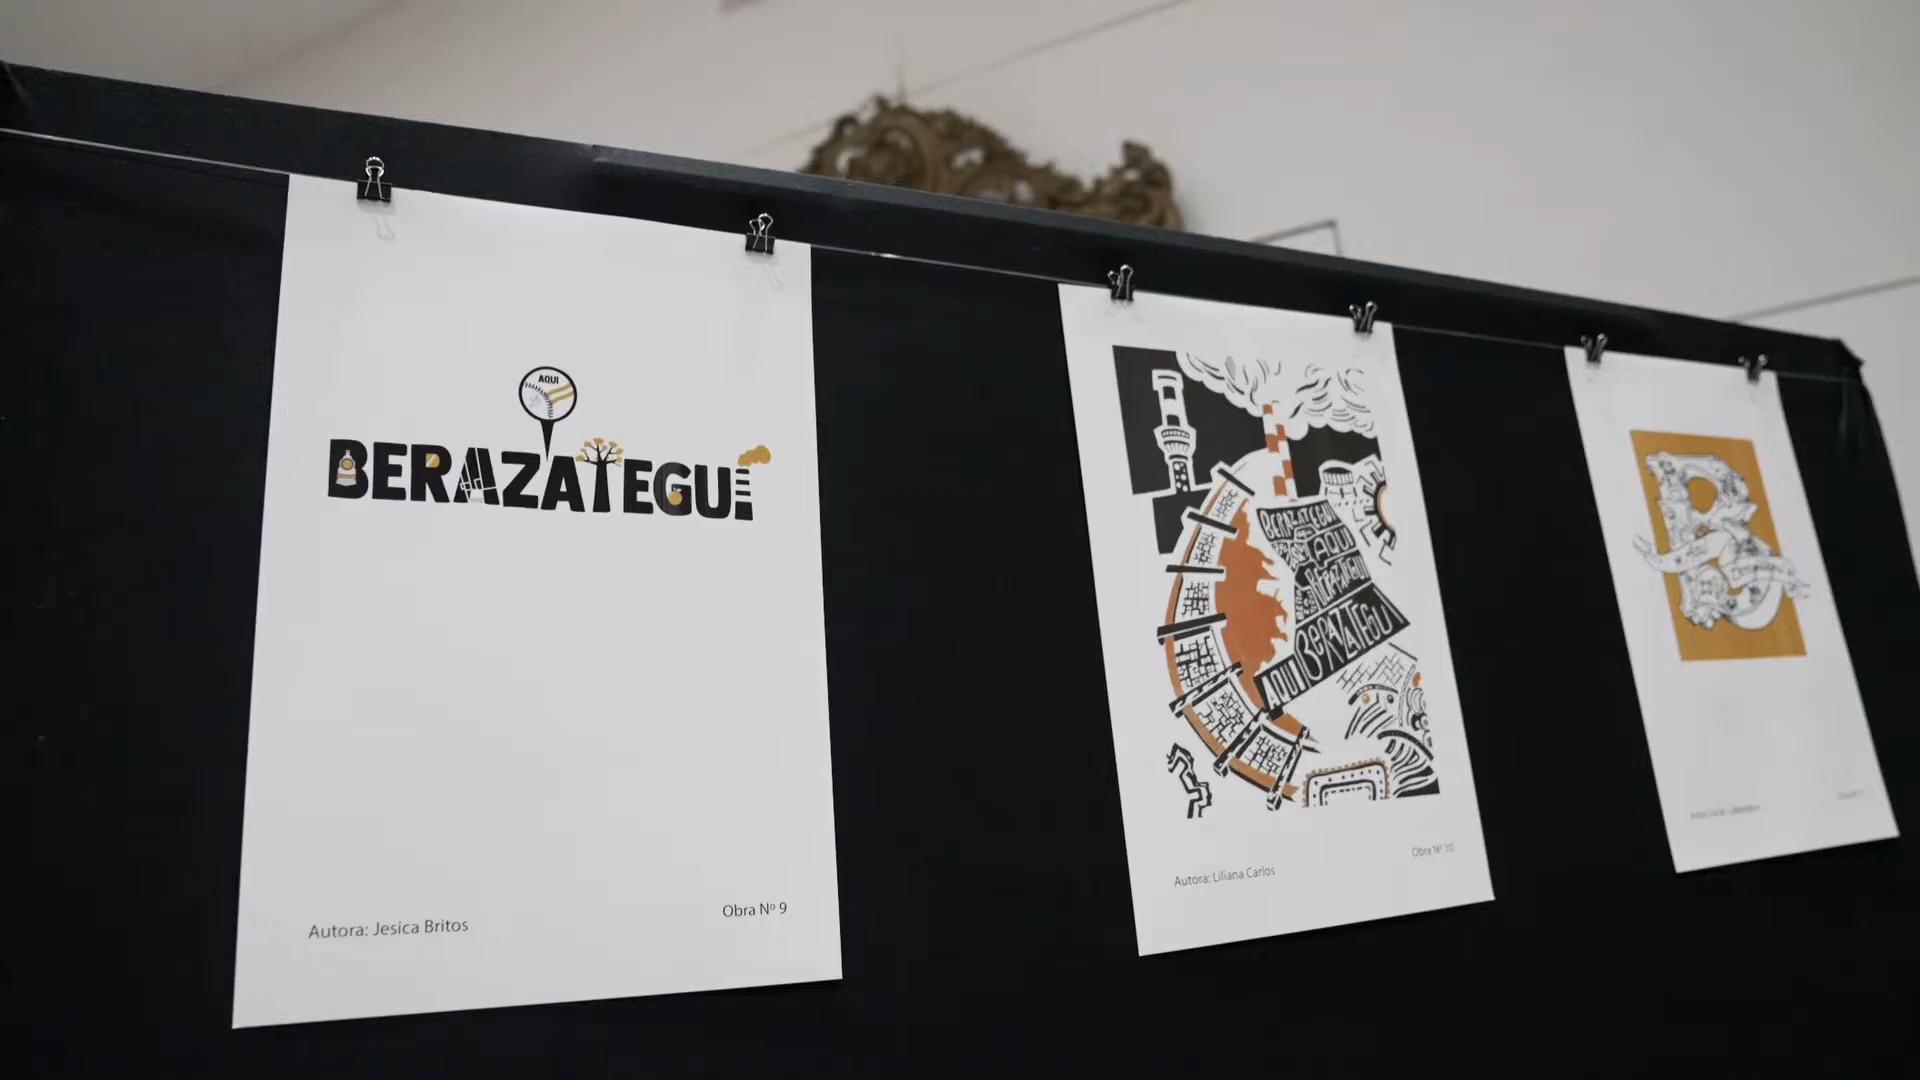 AQUI
BERAZATEGUI
Autora: Jesica Britos
Obra Nº 9
BERAZATEGUI
AQUI
BERAZATEGUI
AQUI BERAZATEGUI
Autora: Liliana Carlos
Obra Nº 10
B